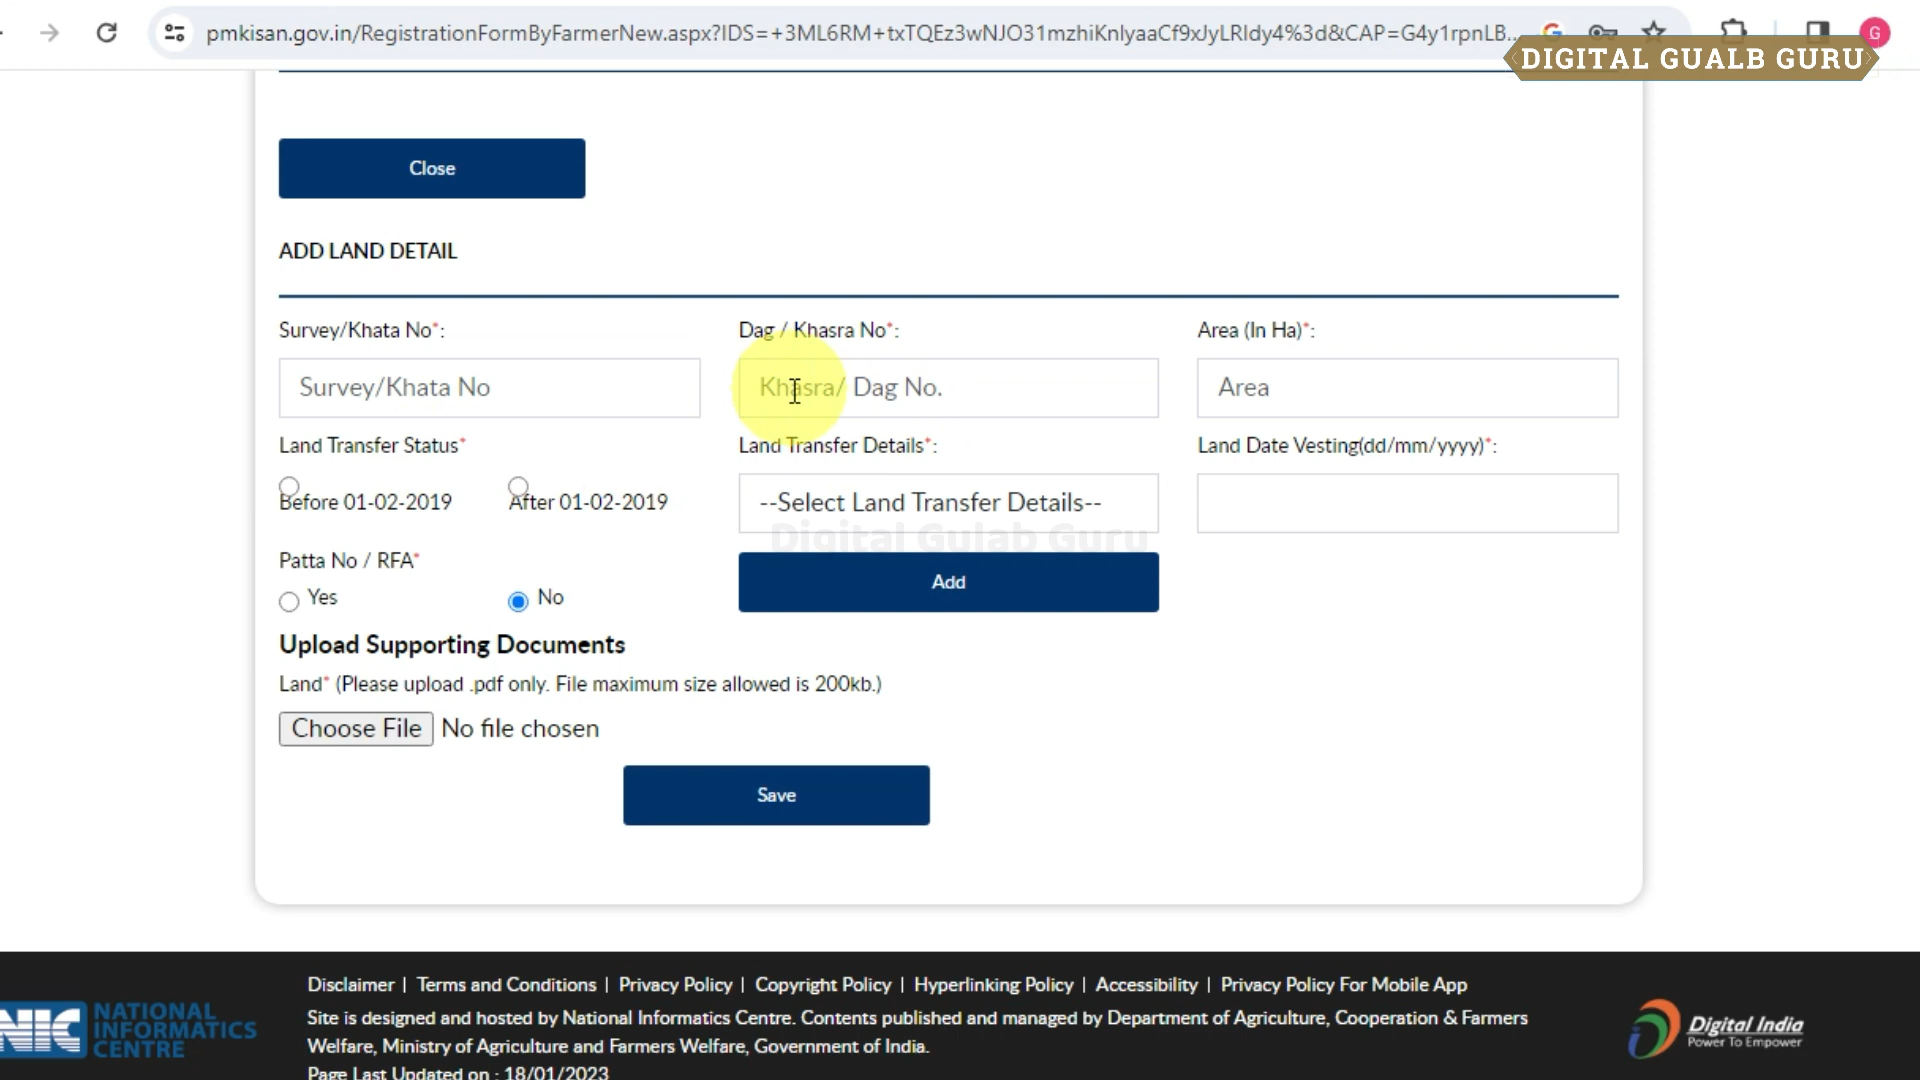 pmkisan.gov.in/RegistrationFormByFarmerNew.aspx?IDS=+3ML6RM+txTQEz3wNJO31mzhiKnlyaaCf9xJyLRIdy4%3d&CAP=G4y1rpnLB...
G
DIGITAL GUALB GURU
Close
ADD LAND DETAIL
Survey/Khata No*: Dag / Khasra No*: Area (In Ha)*:
Survey/Khata No Khasra/ Dag No. Area
Land Transfer Status* Land Transfer Details*: Land Date Vesting(dd/mm/yyyy)*:
Before 01-02-2019 After 01-02-2019 --Select Land Transfer Details--
Digital Gulab Guru
Patta No / RFA*
Yes No Add
Upload Supporting Documents
Land* (Please upload .pdf only. File maximum size allowed is 200kb.)
Choose File No file chosen
Save
Disclaimer | Terms and Conditions | Privacy Policy | Copyright Policy | Hyperlinking Policy | Accessibility | Privacy Policy For Mobile App
NIC NATIONAL INFORMATICS CENTRE
Site is designed and hosted by National Informatics Centre. Contents published and managed by Department of Agriculture, Cooperation & Farmers
Welfare, Ministry of Agriculture and Farmers Welfare, Government of India.
Page Last Updated on : 18/01/2023
Digital India
Power To Empower